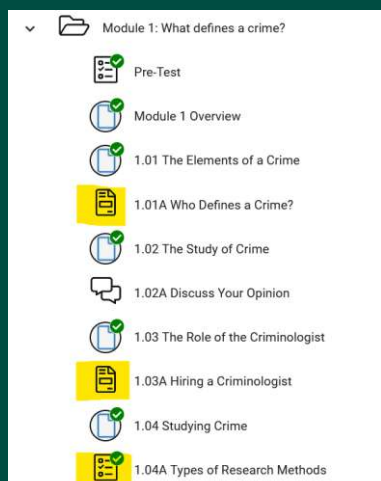 Module 1: What defines a crime?
Pre-Test
Module 1 Overview
1.01 The Elements of a Crime
1.01A Who Defines a Crime?
1.02 The Study of Crime
1.02A Discuss Your Opinion
1.03 The Role of the Criminologist
1.03A Hiring a Criminologist
1.04 Studying Crime
1.04A Types of Research Methods